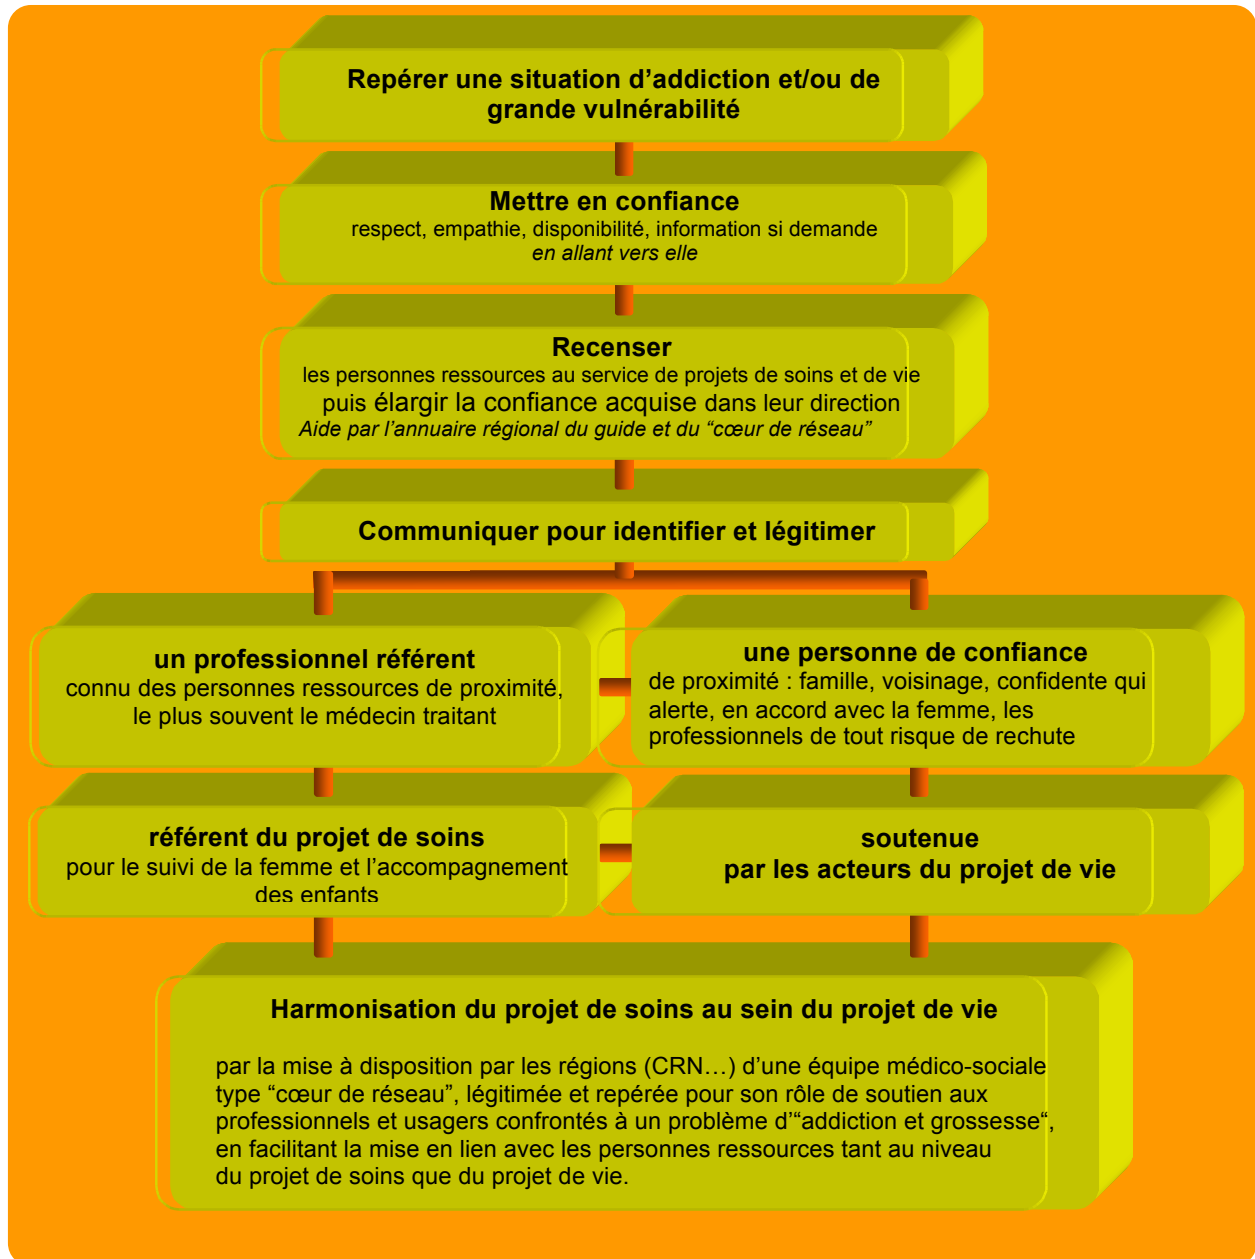 Repérer une situation d’addiction et/ou de
grande vulnérabilité
Mettre en confiance
respect, empathie, disponibilité, information si demande
en allant vers elle
Recenser
les personnes ressources au service de projets de soins et de vie
puis élargir la confiance acquise dans leur direction
Aide par l’annuaire régional du guide et du “cœur de réseau”
Communiquer pour identifier et légitimer
un professionnel référent
connu des personnes ressources de proximité,
le plus souvent le médecin traitant
une personne de confiance
de proximité : famille, voisinage, confidente qui
alerte, en accord avec la femme, les
professionnels de tout risque de rechute
référent du projet de soins
pour le suivi de la femme et l’accompagnement
des enfants
soutenue
par les acteurs du projet de vie
Harmonisation du projet de soins au sein du projet de vie
par la mise à disposition par les régions (CRN…) d’une équipe médico-sociale
type “cœur de réseau”, légitimée et repérée pour son rôle de soutien aux
professionnels et usagers confrontés à un problème d’“addiction et grossesse“,
en facilitant la mise en lien avec les personnes ressources tant au niveau
du projet de soins que du projet de vie.